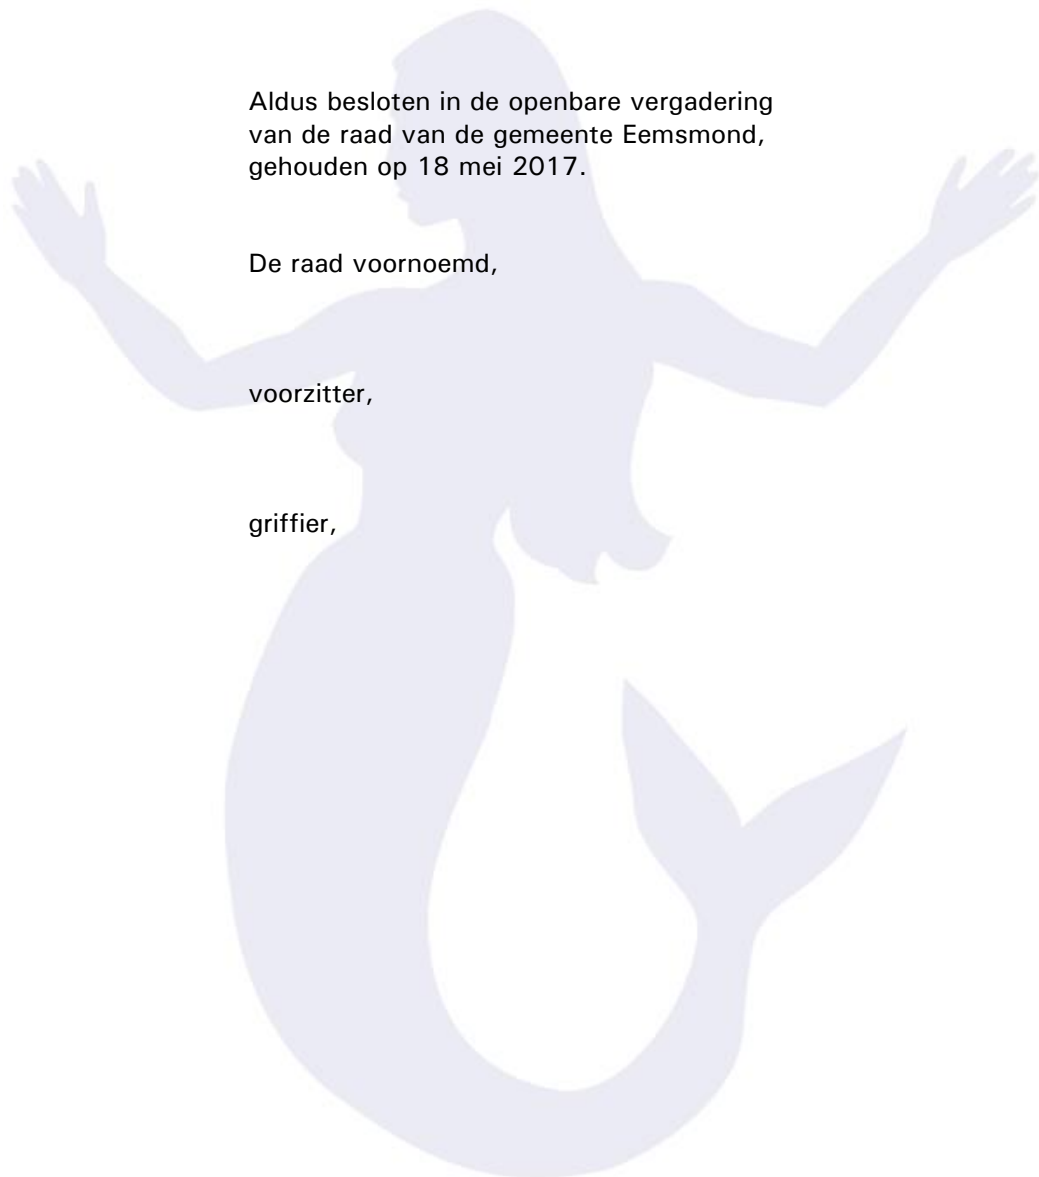 Aldus besloten in de openbare vergadering
van de raad van de gemeente Eemsmond,
gehouden op 18 mei 2017.
De raad voornoemd,
voorzitter,
griffier,